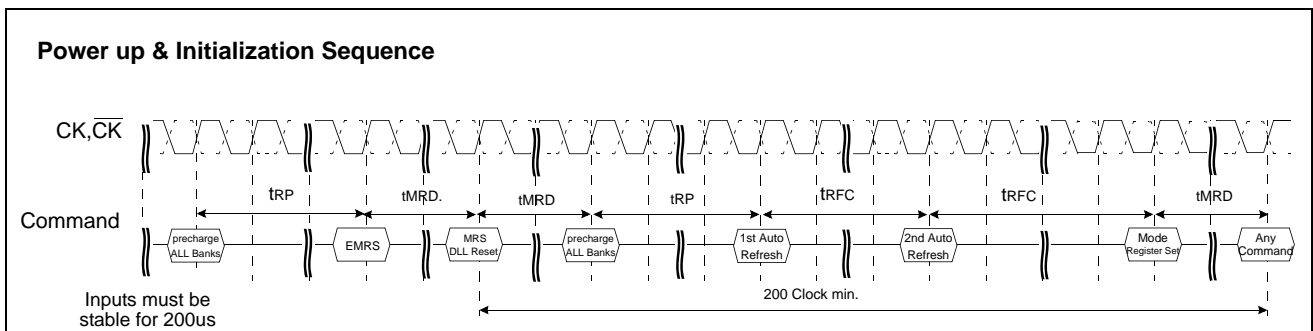 Power up & Initialization Sequence
CK,CK
tRP
tMRD.
tMRD
tRP
tRFC
tRFC
tMRD
Command
precharge
ALL Banks
EMRS
MRS
DLL Reset
precharge
ALL Banks
1st Auto
Refresh
2nd Auto
Refresh
Mode
Register Set
Any
Command
200 Clock min.
Inputs must be
stable for 200us